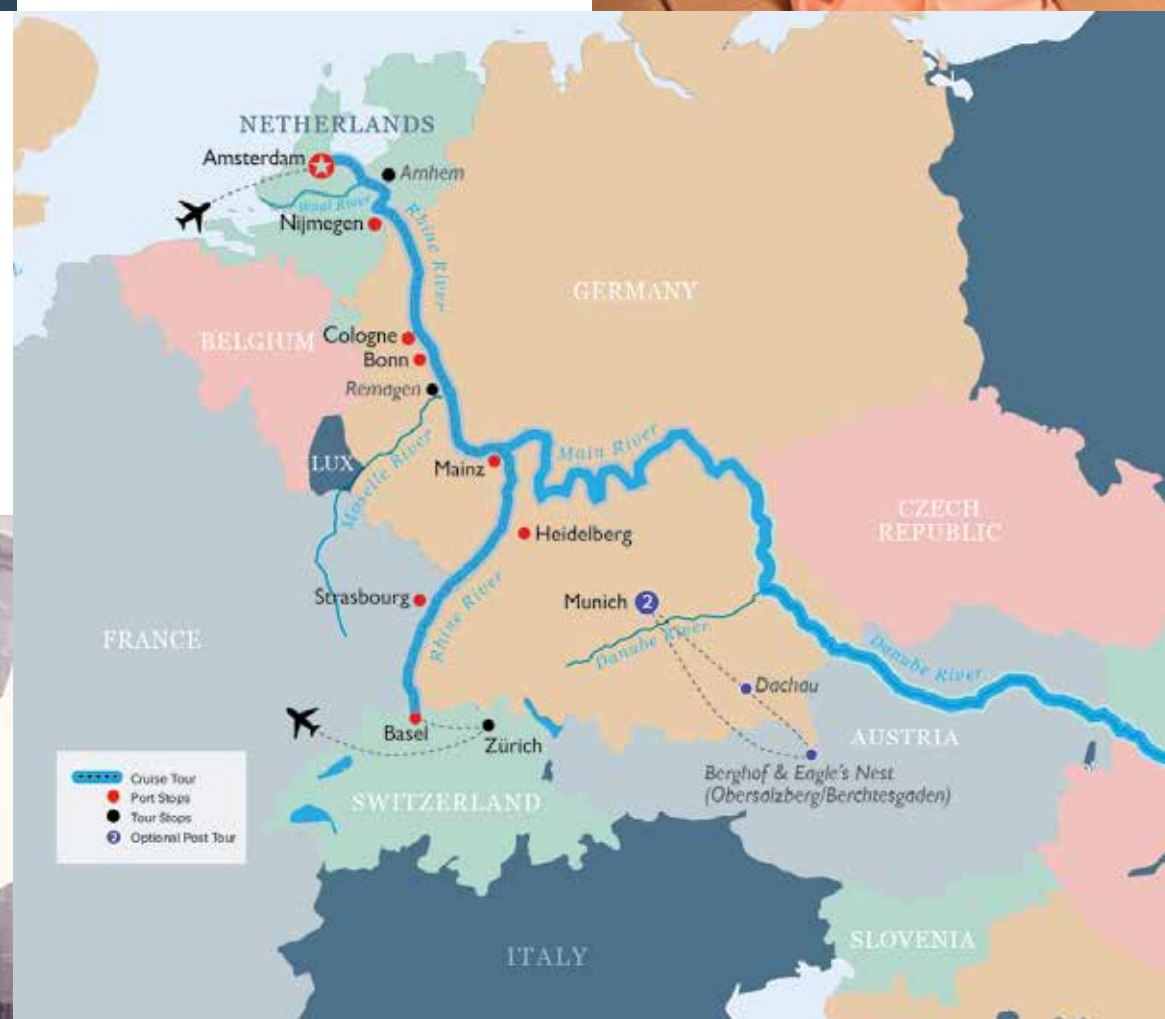 NETHERLANDS
Amsterdam
Arnhem
Waal River
Nijmegen
Rhine River
GERMANY
BELGIUM
Cologne
Bonn
Remagen
Main River
LUX
Moselle River
Mainz
CZECH
REPUBLIC
Heidelberg
Strasbourg
Munich 2
Rhine River
FRANCE
Danube River
Danube River
Dachau
Basel
Zürich
AUSTRIA
Berghof & Eagle's Nest
(Obersalzberg/Berchtesgaden)
Cruise Tour
Port Stops
Tour Stops
2 Optional Post Tour
SWITZERLAND
ITALY
SLOVENIA